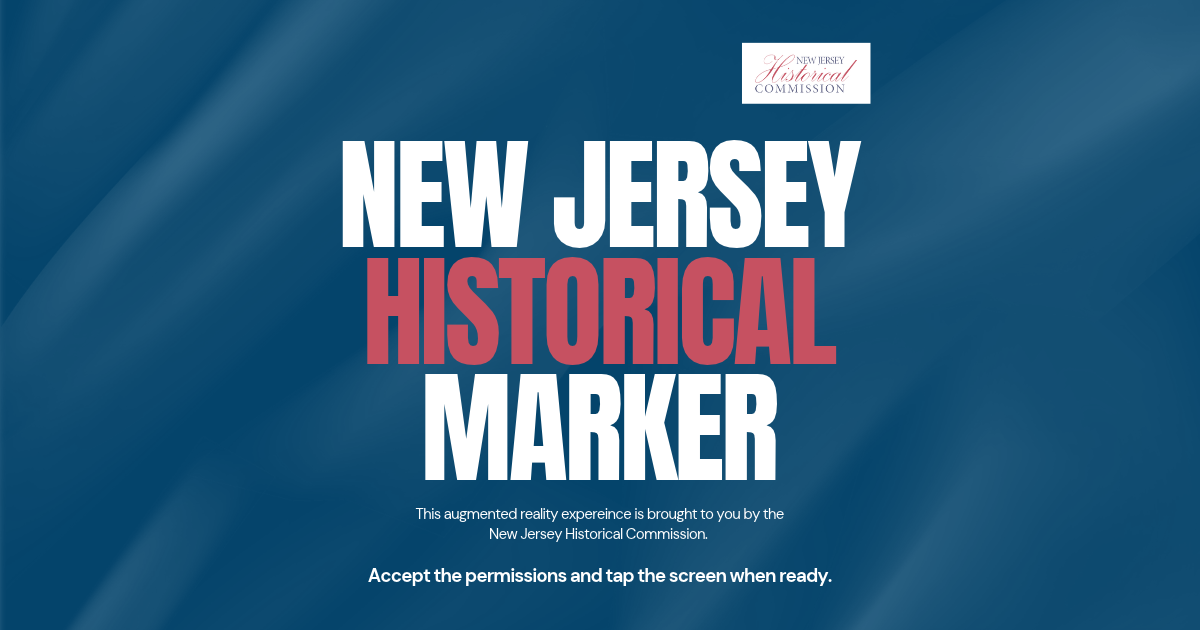 NEW JERSEY
Historical
COMMISSION
NEW JERSEY
HISTORICAL
MARKER
This augmented reality expereince is brought to you by the
New Jersey Historical Commission.
Accept the permissions and tap the screen when ready.